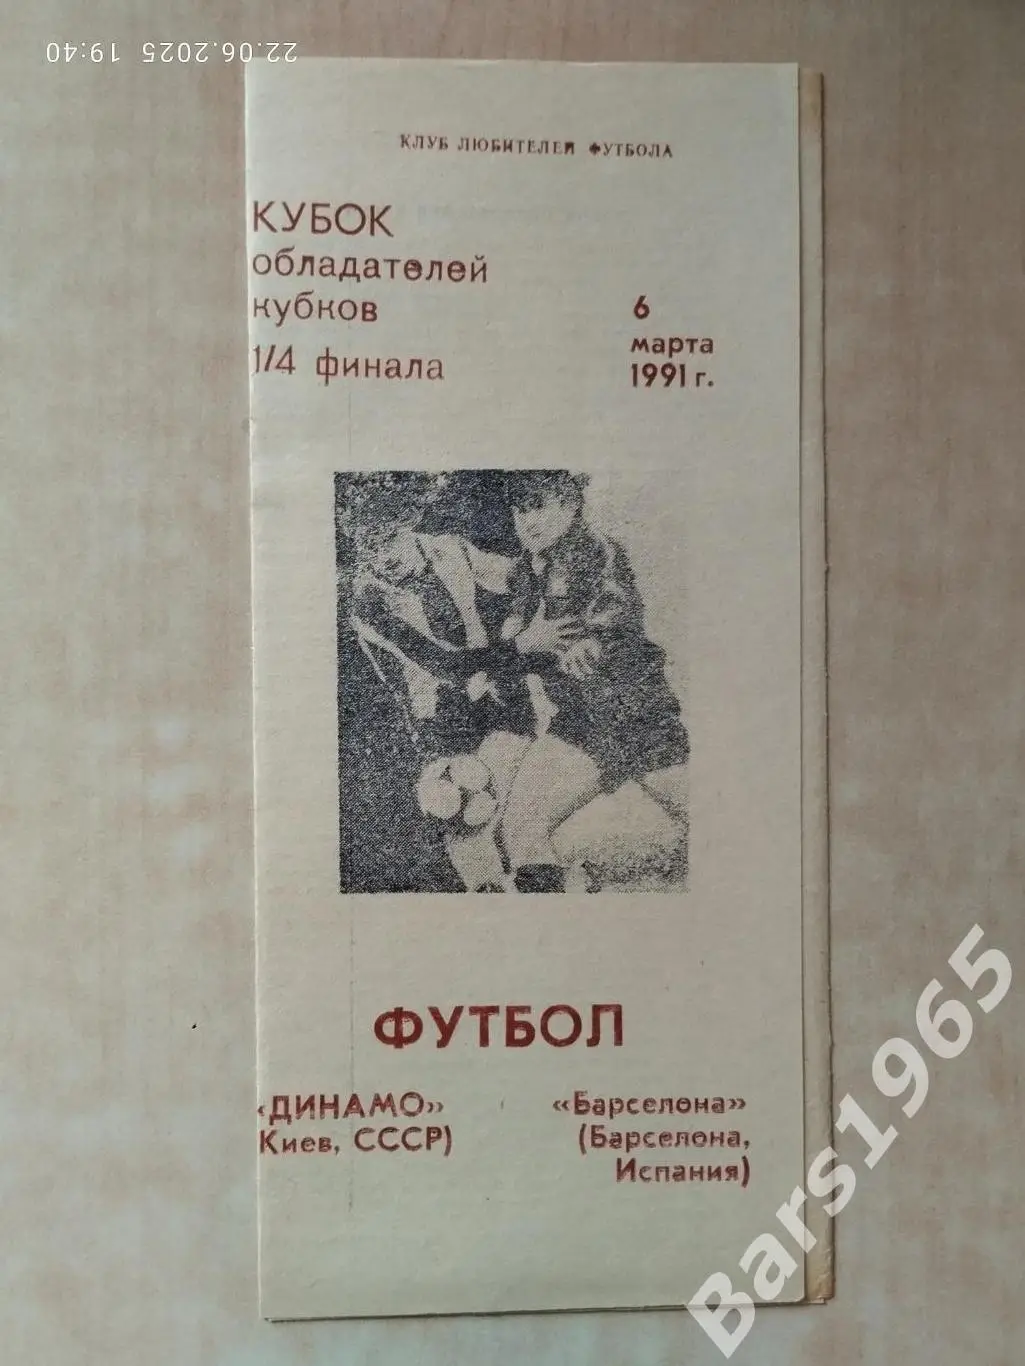 22.06.2025 19:40
КЛУБ ЛЮБИТЕЛЕЙ ФУТБОЛА
КУБОК
обладателей
кубков
1/4 финала
6
марта
1991 г.
ФУТБОЛ
«ДИНАМО»
Киев, СССР)
«Барселона»
(Барселона,
Испания)
Bars1965